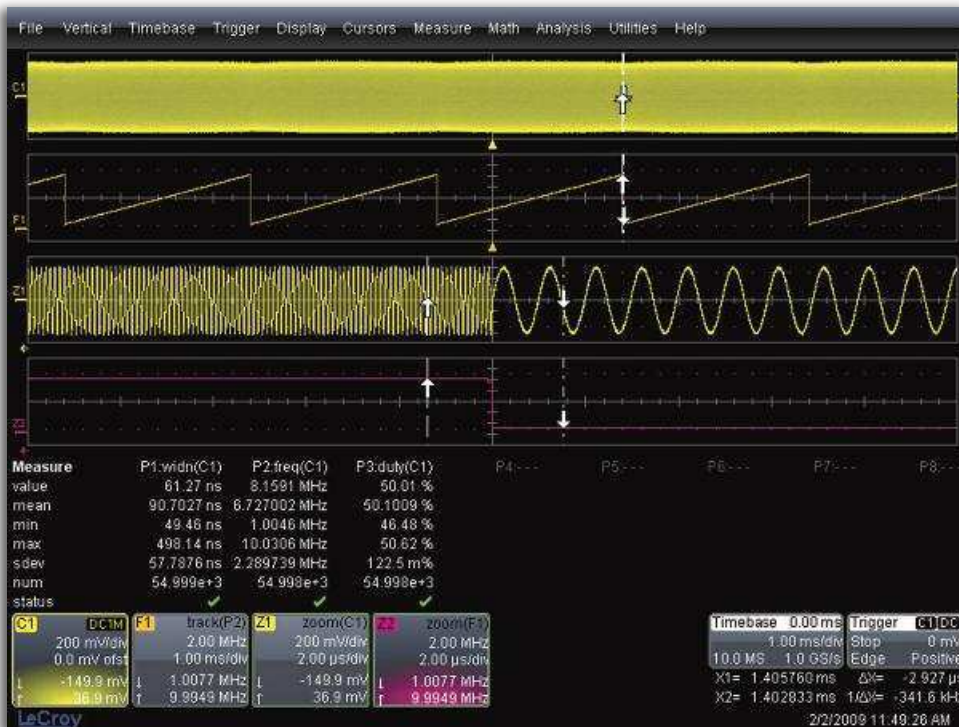 File Vertical Timebase Trigger Display Cursors Measure Math Analysis Utilities Help
C1
F1
Z1
Z2
Measure P1:widn(C1) P2:freq(C1) P3:duty(C1) P4:--- P5:--- P6:--- P7:--- P8:---
value 61.27 ns 8.1591 MHz 50.01 %
mean 90.7027 ns 6.727002 MHz 50.1009 %
min 49.46 ns 1.0046 MHz 46.48 %
max 498.14 ns 10.0306 MHz 50.62 %
sdev 57.7876 ns 2.289739 MHz 122.5 m%
num 54.999e+3 54.998e+3 54.998e+3
status
C1 DC1M F1 track(P2) Z1 zoom(C1) Z2 zoom(F1) Timebase 0.00 ms Trigger C1 DC
200 mV/div 2.00 MHz 200 mV/div 2.00 MHz 1.00 ms/div Stop 0 mV
0.0 mV ofst 1.00 ms/div 2.00 µs/div 2.00 µs/div 10.0 MS 1.0 GS/s Edge Positive
-149.9 mV 1.0077 MHz -149.9 mV 1.0077 MHz X1= 1.405760 ms ΔX= -2.927 µs
36.9 mV 9.9949 MHz 36.9 mV 9.9949 MHz X2= 1.402833 ms 1/ΔX= -341.6 kHz
LeCroy 2/2/2009 11:49:26 AM